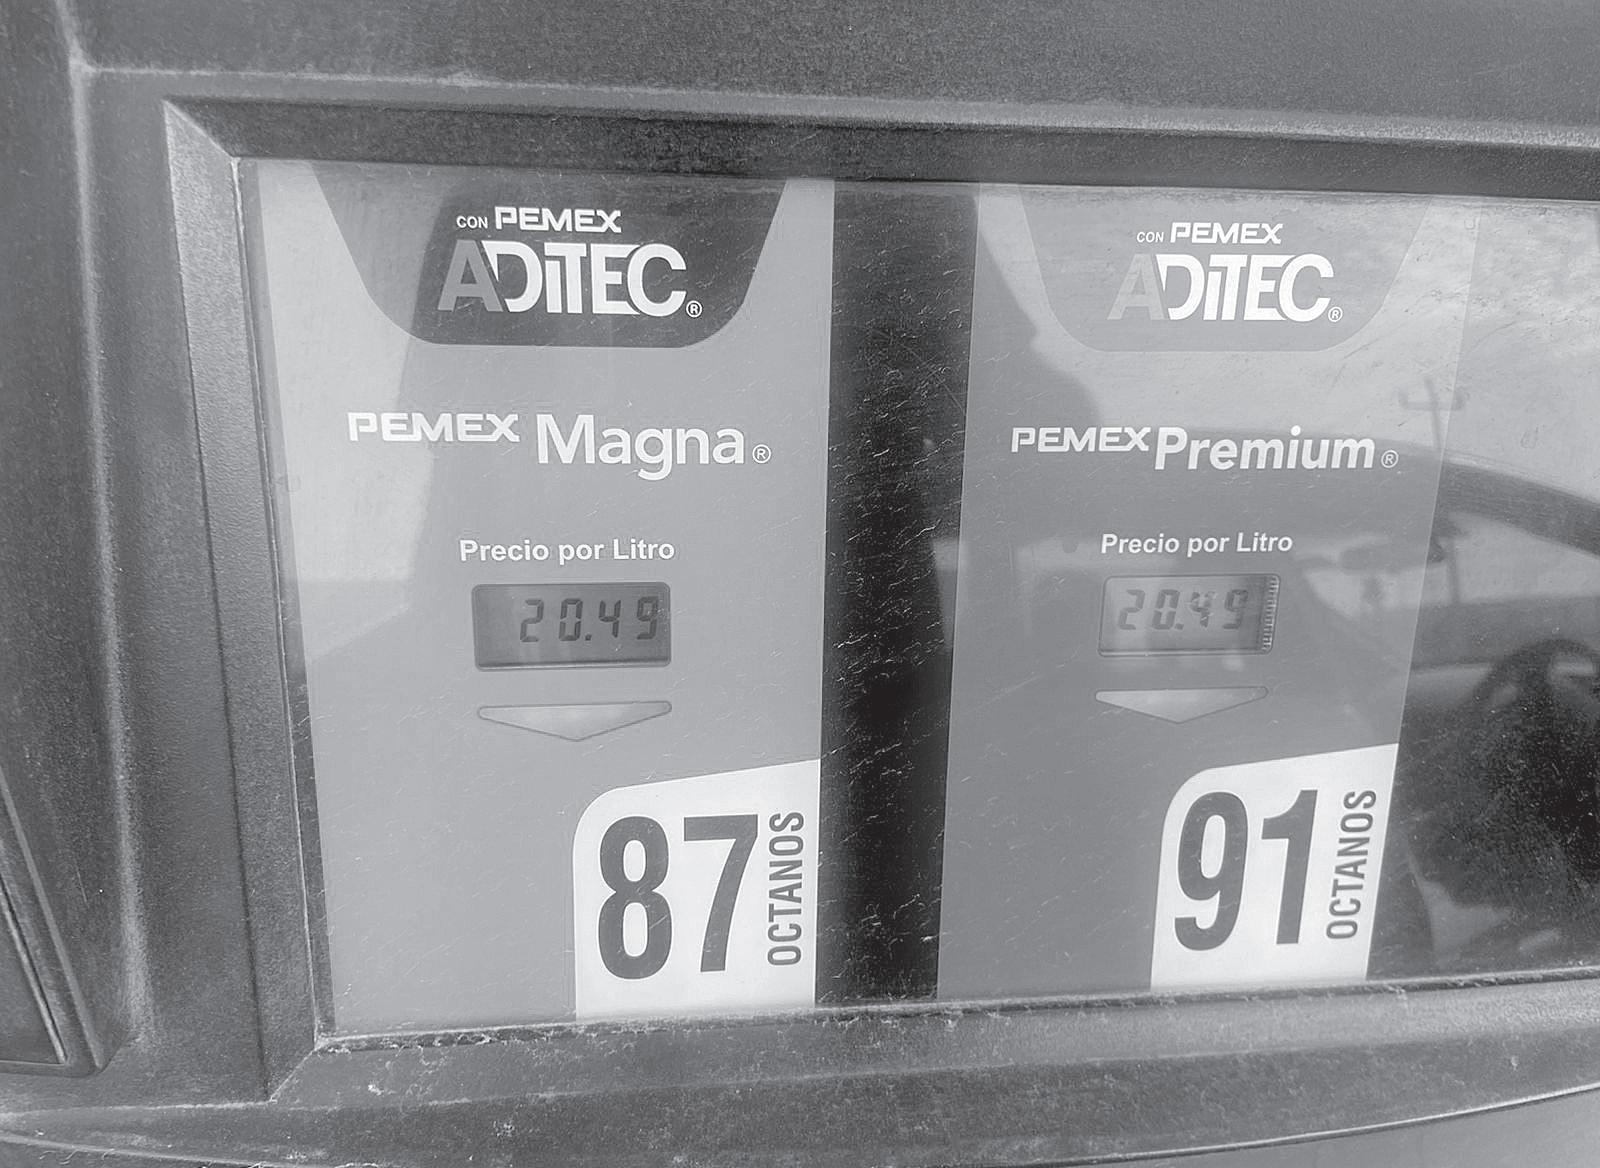 CON PEMEX
ADiTEC®
PEMEX Magna®
Precio por Litro
20.49
87 OCTANOS
CON PEMEX
ADiTEC®
PEMEX Premium®
Precio por Litro
20.49
91 OCTANOS